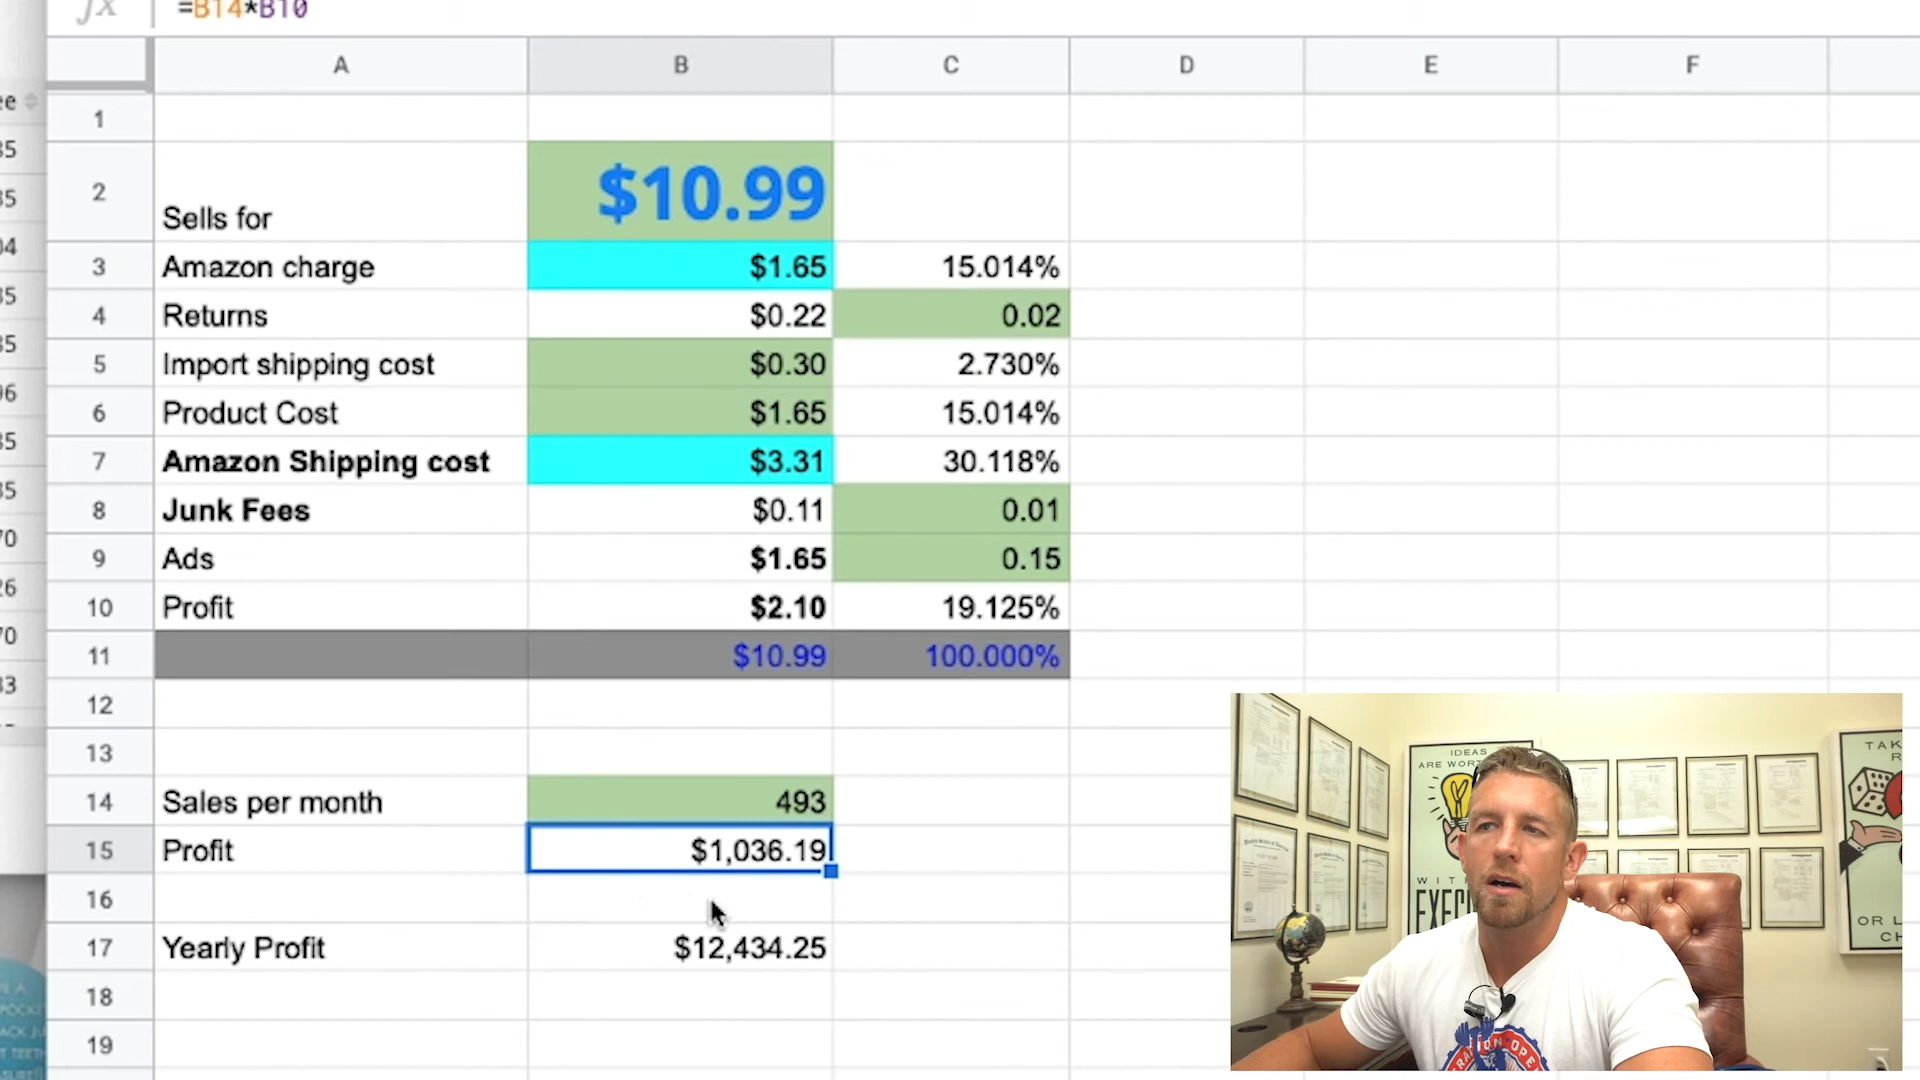 =B14*B10
A B C D E F
1
2 Sells for $10.99
3 Amazon charge $1.65 15.014%
4 Returns $0.22 0.02
5 Import shipping cost $0.30 2.730%
6 Product Cost $1.65 15.014%
7 Amazon Shipping cost $3.31 30.118%
8 Junk Fees $0.11 0.01
9 Ads $1.65 0.15
10 Profit $2.10 19.125%
11 $10.99 100.000%
12
13
14 Sales per month 493
15 Profit $1,036.19
16
17 Yearly Profit $12,434.25
18
19
IDEAS
ARE WOR
WITH
EXEC
TAK
R
OR L
CH